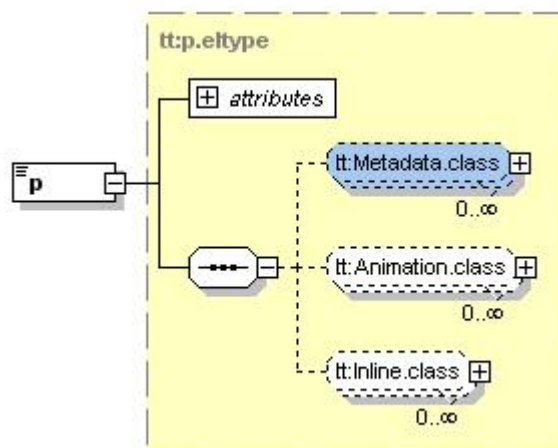 tt:p.eltype
attributes
p
tt:Metadata.class
0..∞
tt:Animation.class
0..∞
tt:Inline.class
0..∞